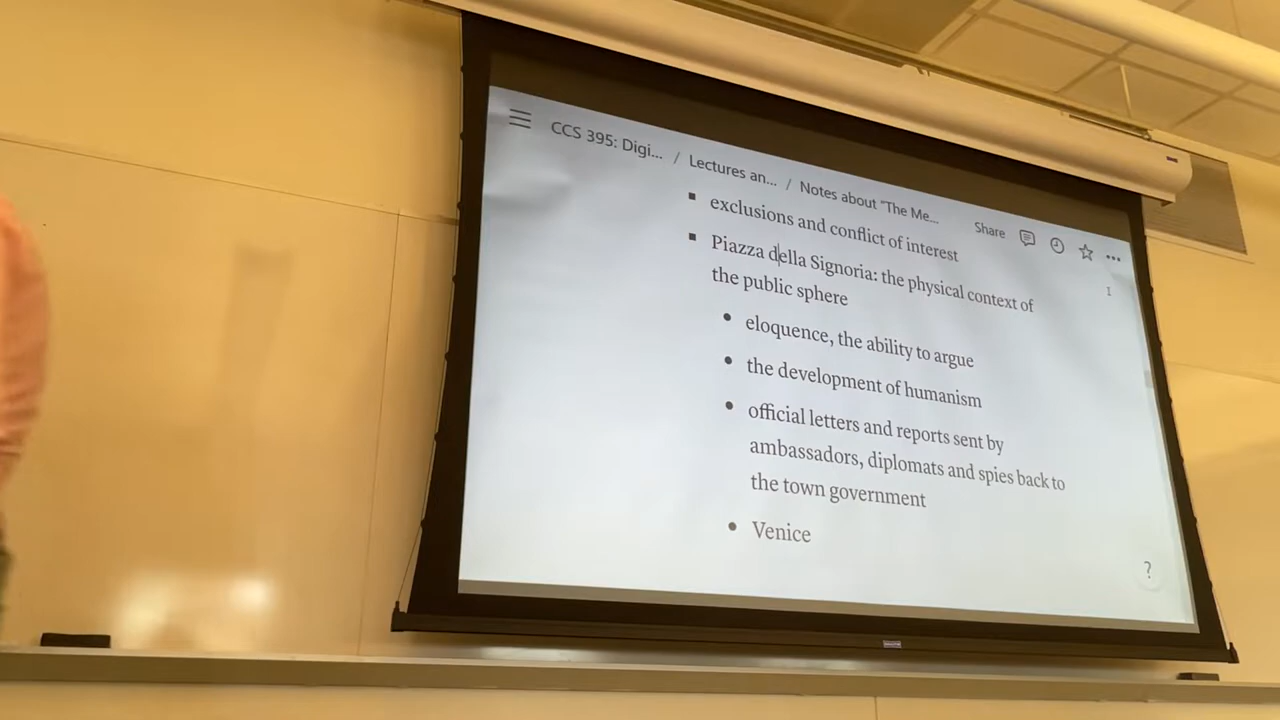 CCS 395: Digi... / Lectures an... / Notes about "The Me...
Share
exclusions and conflict of interest
Piazza della Signoria: the physical context of
the public sphere
1
eloquence, the ability to argue
the development of humanism
official letters and reports sent by
ambassadors, diplomats and spies back to
the town government
Venice
?